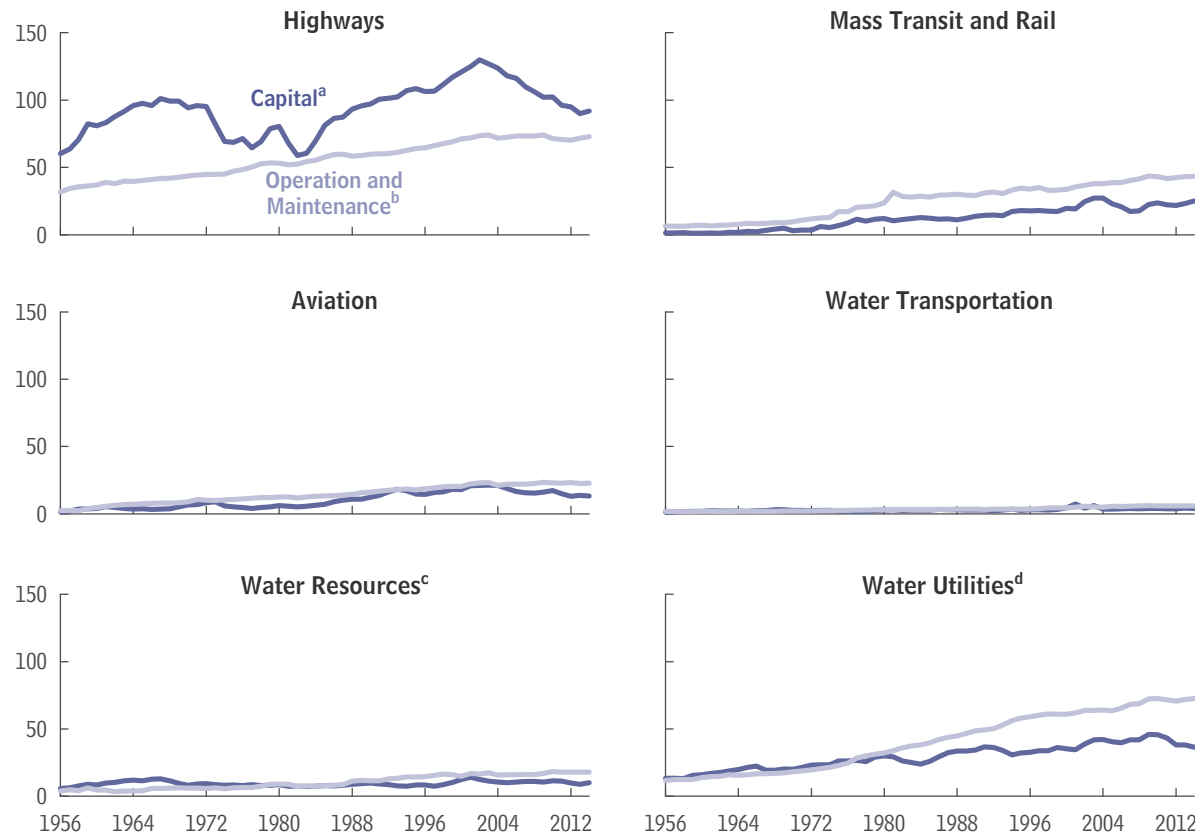 Highways
150
100
50
0
Capitalᵃ
Operation and
Maintenanceᵇ
Mass Transit and Rail
Aviation
150
100
50
0
Water Transportation
Water Resourcesᶜ
150
100
50
0
1956 1964 1972 1980 1988 1996 2004 2012
Water Utilitiesᵈ
1956 1964 1972 1980 1988 1996 2004 2012